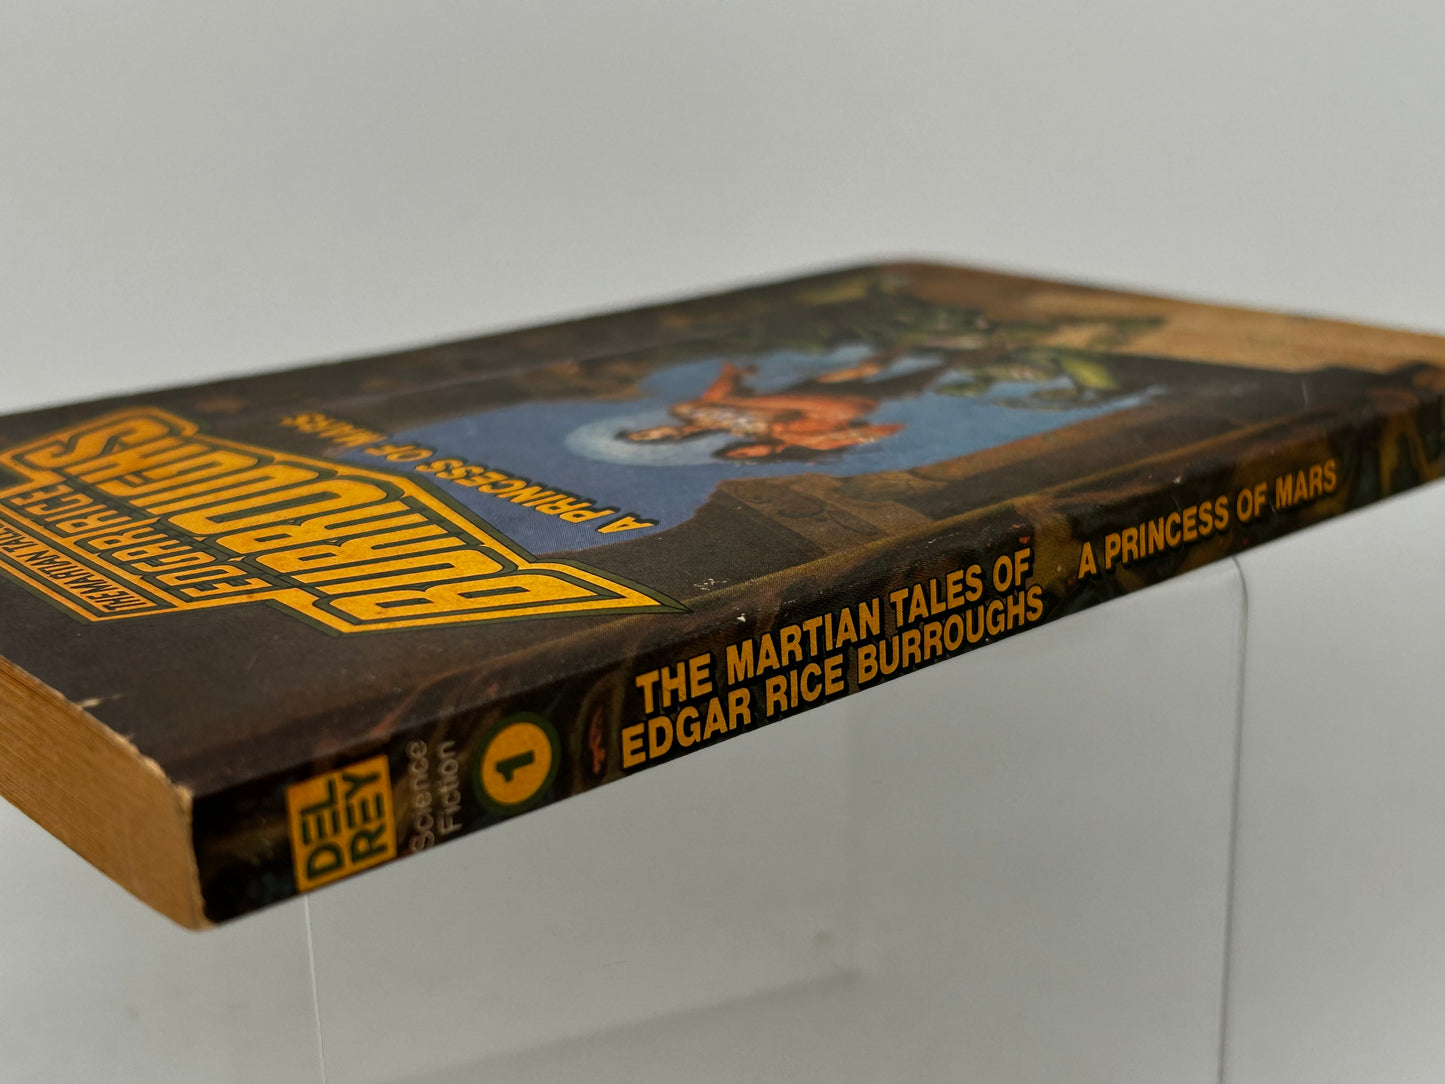 THE MARTIAN TALES
EDGAR RICE
BURROUGHS
A PRINCESS OF MARS
DEL
REY
Science
Fiction
1
THE MARTIAN TALES OF
EDGAR RICE BURROUGHS
A PRINCESS OF MARS